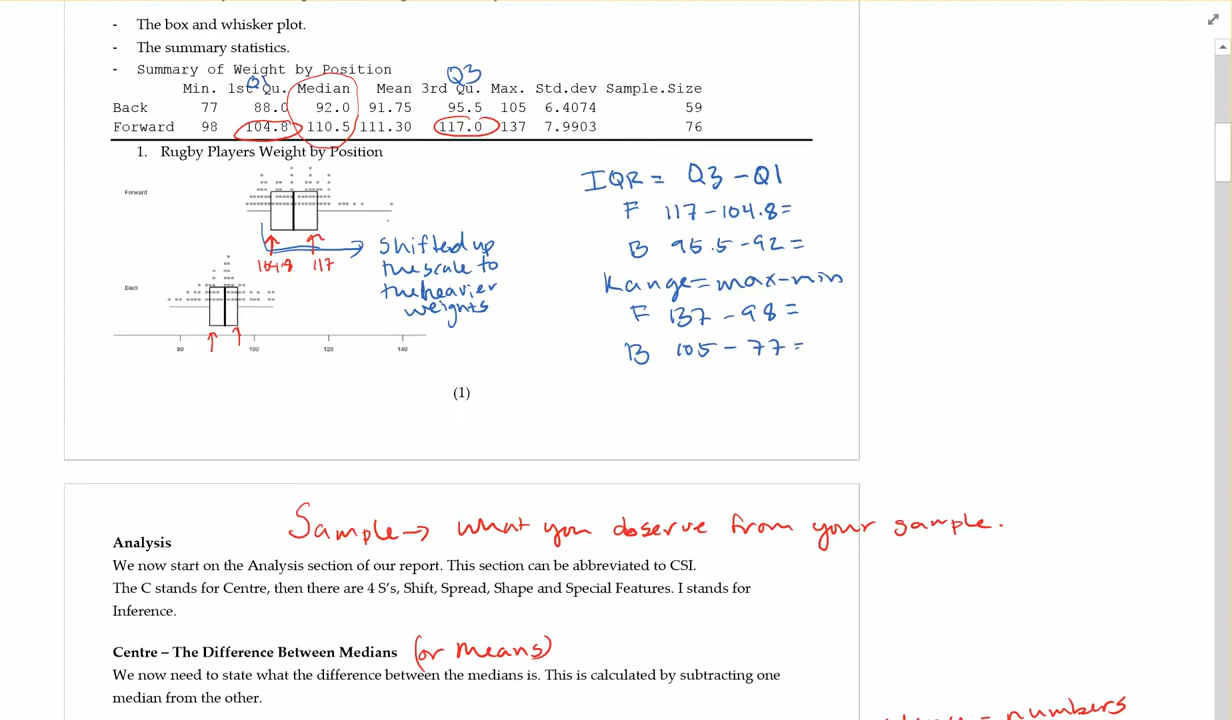 - The box and whisker plot.
- The summary statistics.
- Summary of Weight by Position
Q1 Q3
Min. 1st Qu. Median Mean 3rd Qu. Max. Std.dev Sample.Size
Back 77 88.0 92.0 91.75 95.5 105 6.4074 59
Forward 98 104.8 110.5 111.30 117.0 137 7.9903 76
1. Rugby Players Weight by Position
Forward
104.8 117
Shifted up
the scale to
the heavier
weights
Back
80 100 120 140
IQR = Q3 - Q1
F 117 - 104.8 =
B 95.5 - 92 =
Range = max - min
F 137 - 98 =
B 105 - 77 =
(1)
Sample → what you observe from your sample.
Analysis
We now start on the Analysis section of our report. This section can be abbreviated to CSI.
The C stands for Centre, then there are 4 S's, Shift, Spread, Shape and Special Features. I stands for
Inference.
Centre – The Difference Between Medians (or Means)
We now need to state what the difference between the medians is. This is calculated by subtracting one
median from the other.
= numbers